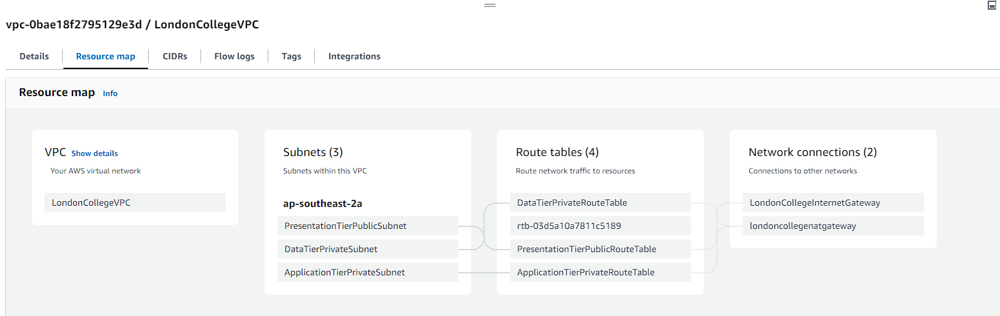 vpc-0bae18f2795129e3d / LondonCollegeVPC
Details
Resource map
CIDRs
Flow logs
Tags
Integrations
Resource map Info
VPC Show details
Your AWS virtual network
LondonCollegeVPC
Subnets (3)
Subnets within this VPC
ap-southeast-2a
PresentationTierPublicSubnet
DataTierPrivateSubnet
ApplicationTierPrivateSubnet
Route tables (4)
Route network traffic to resources
DataTierPrivateRouteTable
rtb-03d5a10a7811c5189
PresentationTierPublicRouteTable
ApplicationTierPrivateRouteTable
Network connections (2)
Connections to other networks
LondonCollegeInternetGateway
londoncollegenatgateway